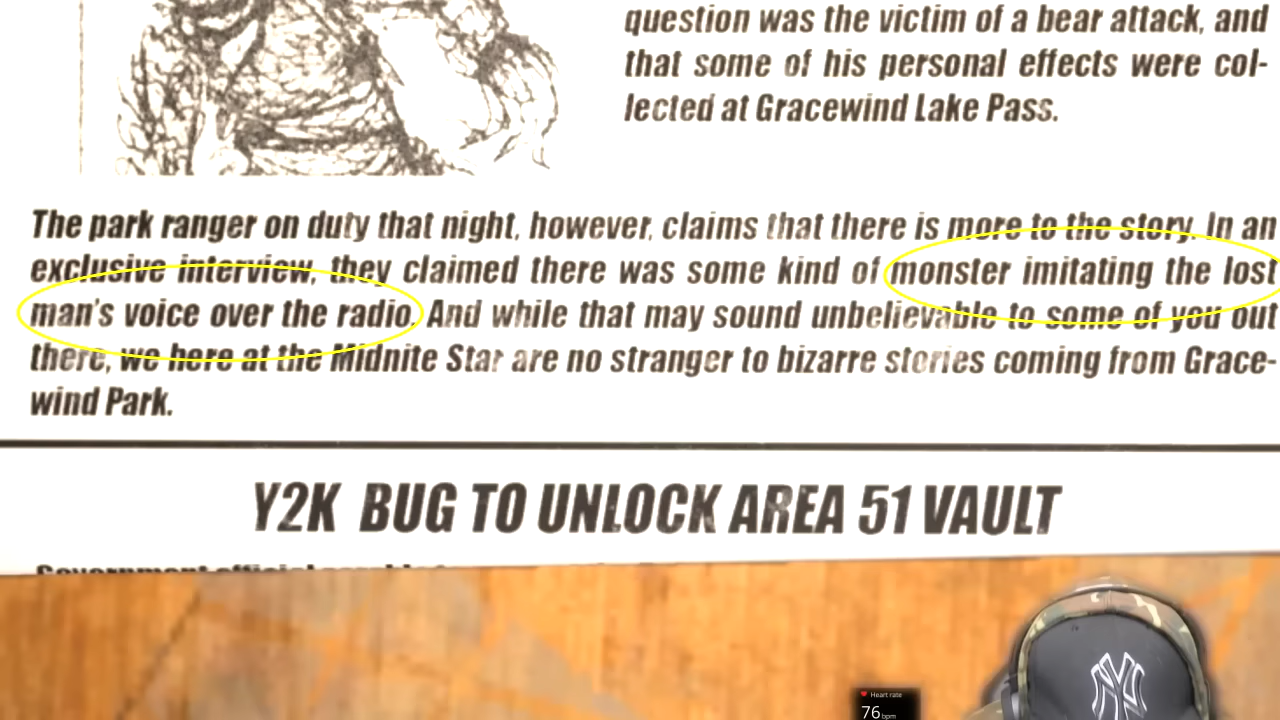 question was the victim of a bear attack, and
that some of his personal effects were col-
lected at Gracewind Lake Pass.
The park ranger on duty that night, however, claims that there is more to the story. In an
exclusive interview, they claimed there was some kind of monster imitating the lost
man's voice over the radio. And while that may sound unbelievable to some of you out
there, we here at the Midnite Star are no stranger to bizarre stories coming from Grace-
wind Park.
Y2K BUG TO UNLOCK AREA 51 VAULT
Government official
NY
Heart rate
76 bpm